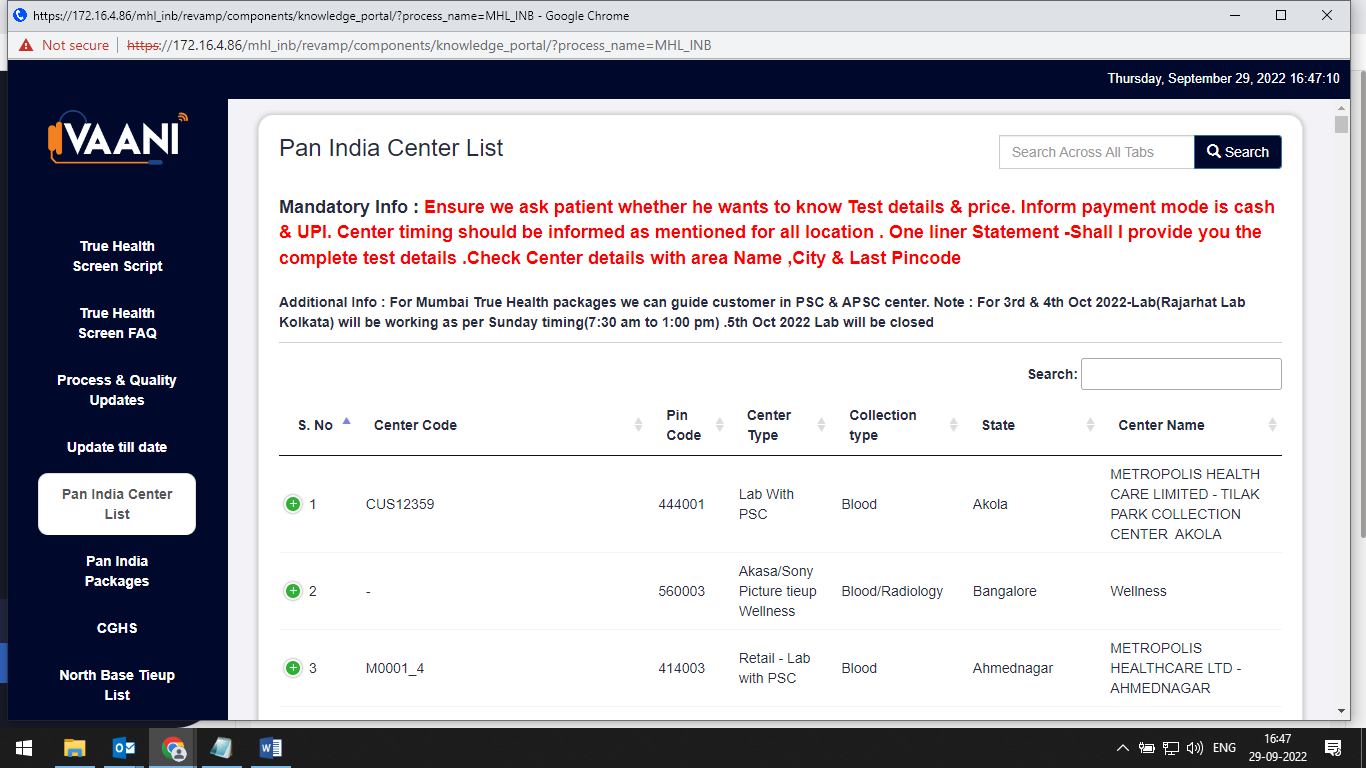 https://172.16.4.86/mhl_inb/revamp/components/knowledge_portal/?process_name=MHL_INB - Google Chrome
Not secure https://172.16.4.86/mhl_inb/revamp/components/knowledge_portal/?process_name=MHL_INB
Thursday, September 29, 2022 16:47:10
VAANI
True Health
Screen Script
True Health
Screen FAQ
Process & Quality
Updates
Update till date
Pan India Center
List
Pan India
Packages
CGHS
North Base Tieup
List
Pan India Center List
Search Across All Tabs Search
Mandatory Info : Ensure we ask patient whether he wants to know Test details & price. Inform payment mode is cash
& UPI. Center timing should be informed as mentioned for all location . One liner Statement -Shall I provide you the
complete test details .Check Center details with area Name ,City & Last Pincode
Additional Info : For Mumbai True Health packages we can guide customer in PSC & APSC center. Note : For 3rd & 4th Oct 2022-Lab(Rajarhat Lab
Kolkata) will be working as per Sunday timing(7:30 am to 1:00 pm) .5th Oct 2022 Lab will be closed
Search:
S. No
Center Code
Pin
Code
Center
Type
Collection
type
State
Center Name
1
CUS12359
444001
Lab With
PSC
Blood
Akola
METROPOLIS HEALTH
CARE LIMITED - TILAK
PARK COLLECTION
CENTER AKOLA
2
-
560003
Akasa/Sony
Picture tieup
Wellness
Blood/Radiology
Bangalore
Wellness
3
M0001_4
414003
Retail - Lab
with PSC
Blood
Ahmednagar
METROPOLIS
HEALTHCARE LTD -
AHMEDNAGAR
ENG
16:47
29-09-2022